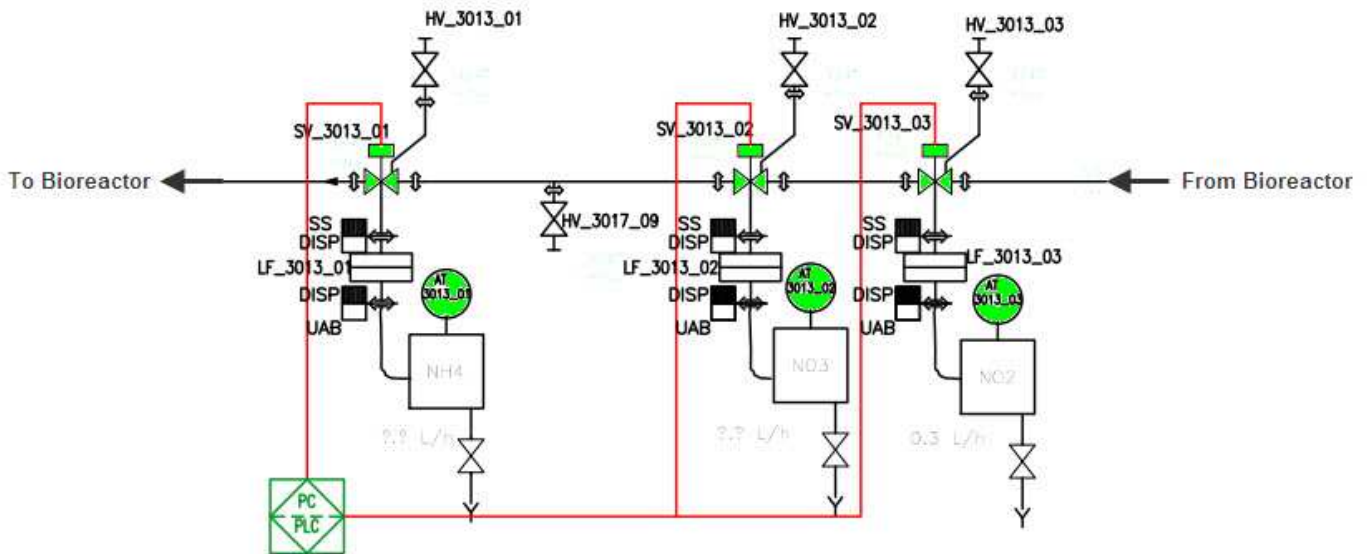 HV_3013_01
HV_3013_02
HV_3013_03
SV_3013_01
SV_3013_02
SV_3013_03
To Bioreactor
From Bioreactor
HV_3017_09
SS
DISP
SS
DISP
SS
DISP
LF_3013_01
LF_3013_02
LF_3013_03
AT
3013_01
AT
3013_02
AT
3013_03
DISP
UAB
DISP
UAB
DISP
UAB
NH4
NO3
NO2
?.? L/h
?.? L/h
0.3 L/h
PC
PLC